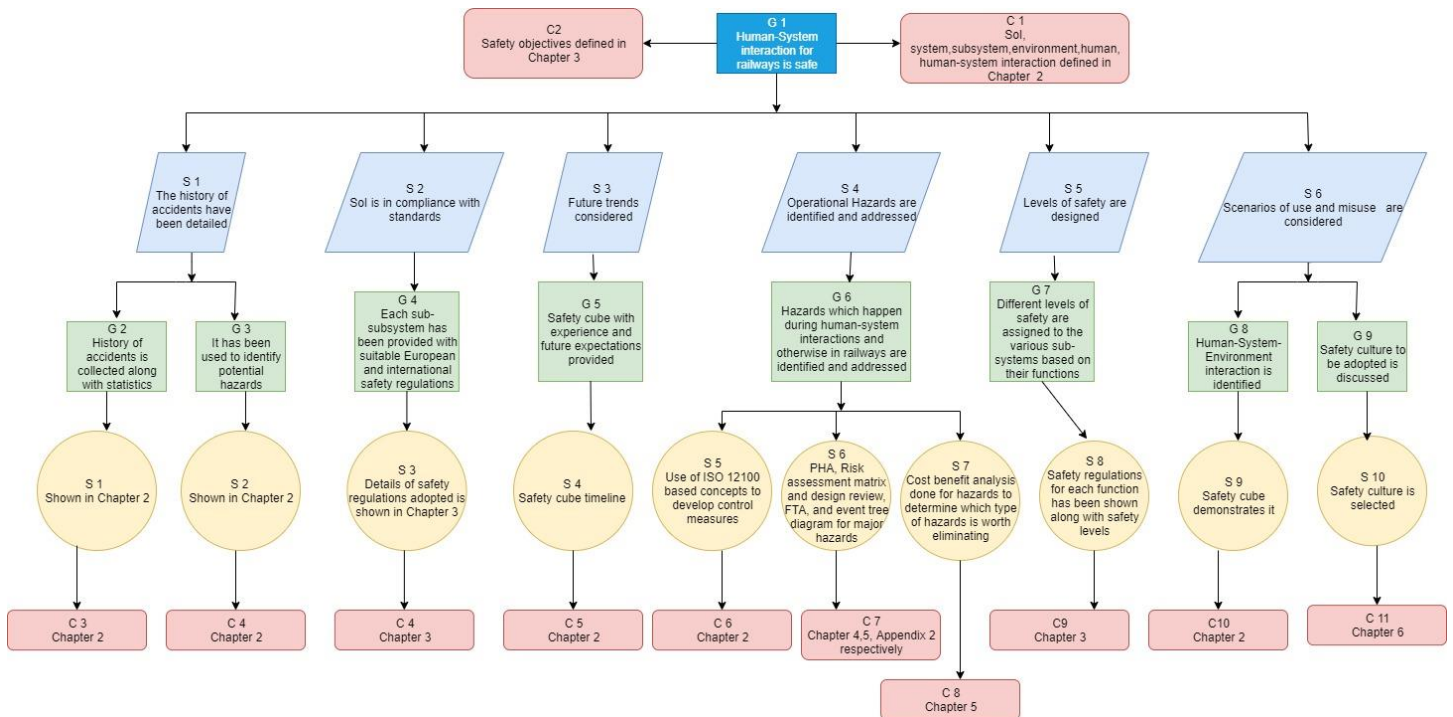 C2
Safety objectives defined in
Chapter 3
G 1
Human-System
interaction for
railways is safe
C 1
SoI,
system,subsystem,environment,human,
human-system interaction defined in
Chapter 2
S 1
The history of
accidents have
been detailed
S 2
SoI is in compliance with
standards
S 3
Future trends
considered
S 4
Operational Hazards are
identified and addressed
S 5
Levels of safety are
designed
S 6
Scenarios of use and misuse are
considered
G 2
History of
accidents is
collected along
with statistics
G 3
It has been
used to identify
potential
hazards
G 4
Each sub-
subsystem has
been provided with
suitable European
and international
safety regulations
G 5
Safety cube with
experience and
future expectations
provided
G 6
Hazards which happen
during human-system
interactions and
otherwise in railways are
identified and addressed
G 7
Different levels of
safety are
assigned to the
various sub-
systems based on
their functions
G 8
Human-System-
Environment
interaction is
identified
G 9
Safety culture to
be adopted is
discussed
S 1
Shown in Chapter 2
S 2
Shown in Chapter 2
S 3
Details of safety
regulations adopted is
shown in Chapter 3
S 4
Safety cube timeline
S 5
Use of ISO 12100
based concepts to
develop control
measures
S 6
PHA, Risk
assessment matrix
and design review,
FTA, and event tree
diagram for major
hazards
S 7
Cost benefit analysis
done for hazards to
determine which type
of hazards is worth
eliminating
S 8
Safety regulations
for each function
has been shown
along with safety
levels
S 9
Safety cube
demonstrates it
S 10
Safety culture is
selected
C 3
Chapter 2
C 4
Chapter 2
C 4
Chapter 3
C 5
Chapter 2
C 6
Chapter 2
C 7
Chapter 4,5, Appendix 2
respectively
C 8
Chapter 5
C9
Chapter 3
C10
Chapter 2
C 11
Chapter 6